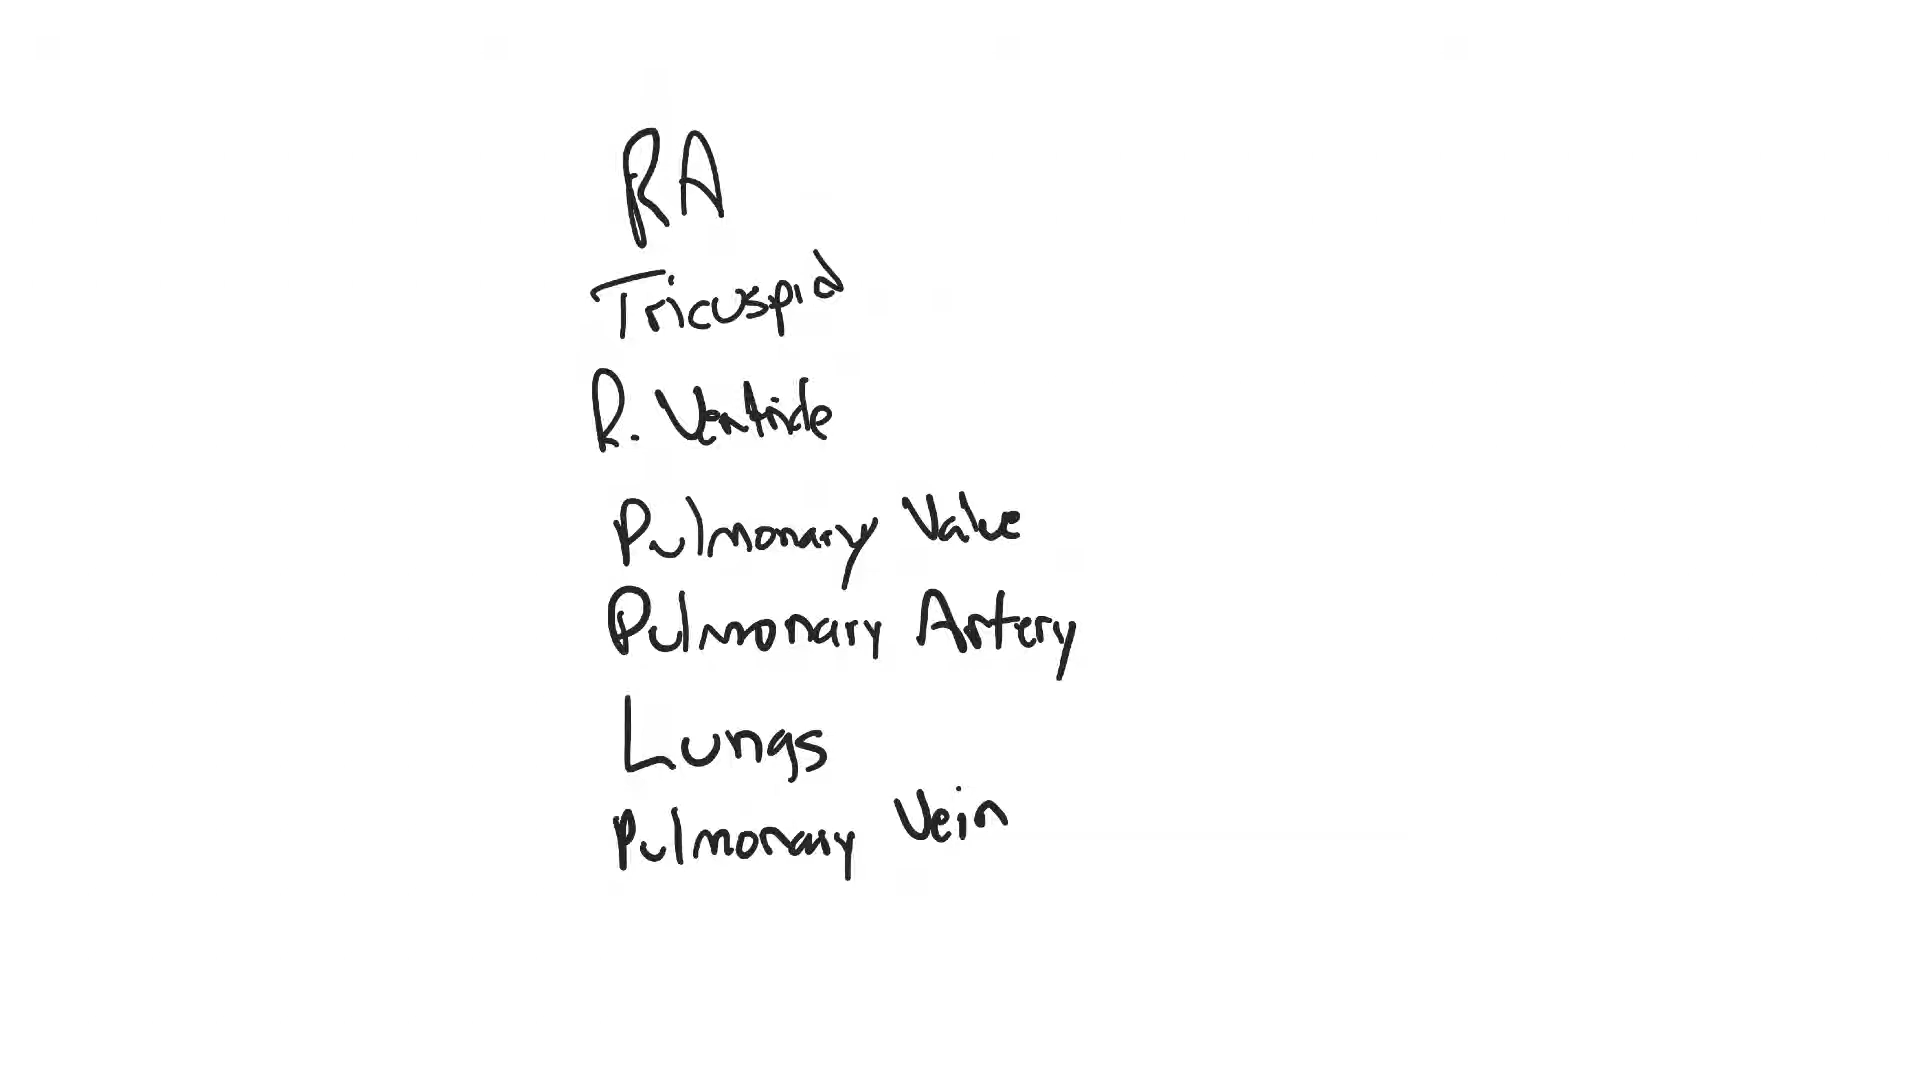 RA
Tricuspid
R. Ventricle
Pulmonary Valve
Pulmonary Artery
Lungs
Pulmonary Vein